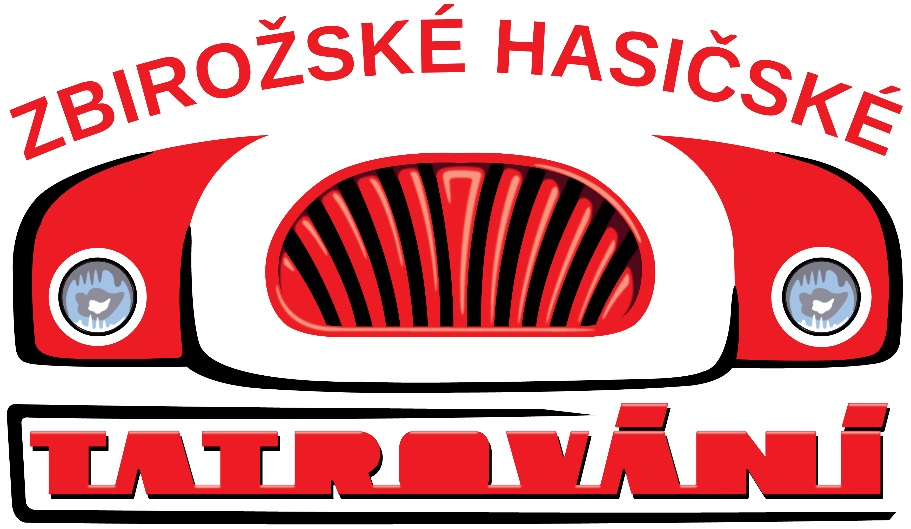 ZBIROŽSKÉ HASIČSKÉ
TATROVÁNÍ